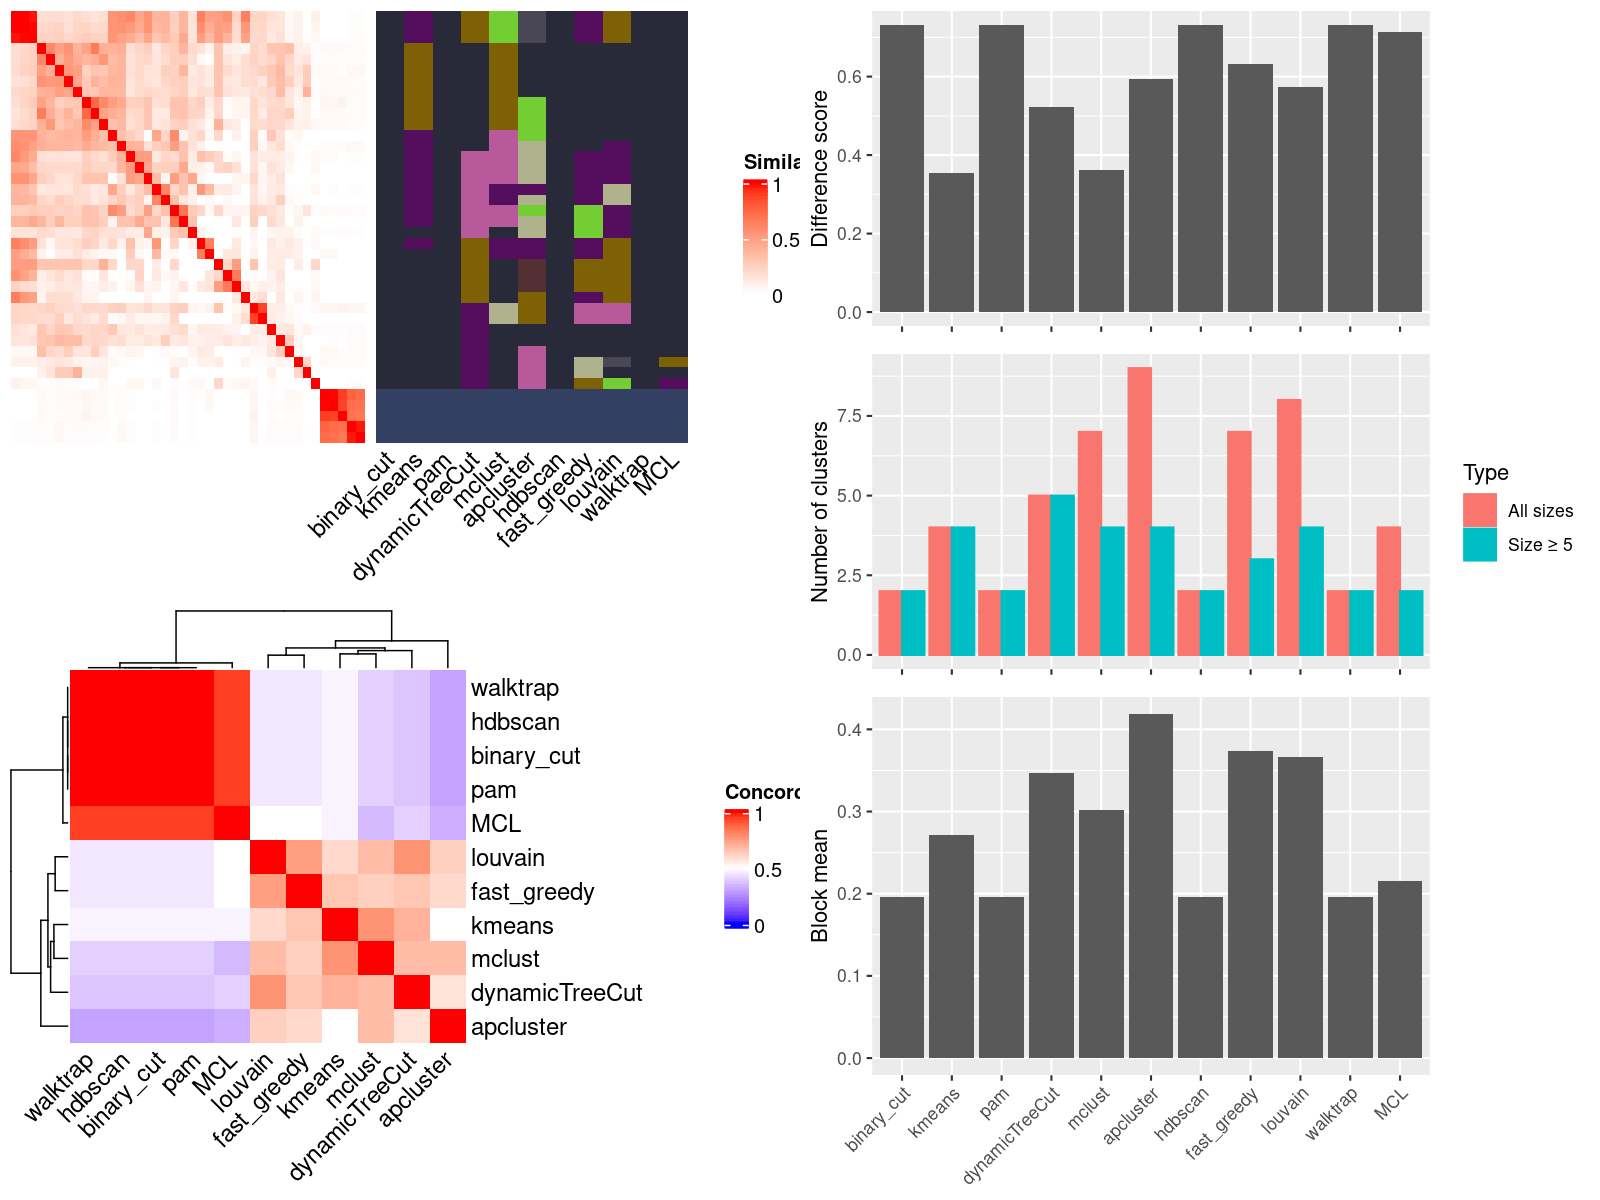 Simila
1
0.5
0
binary_cut
kmeans
pam
dynamicTreeCut
mclust
apcluster
hdbscan
fast_greedy
louvain
walktrap
MCL
walktrap
hdbscan
binary_cut
pam
MCL
louvain
fast_greedy
kmeans
mclust
dynamicTreeCut
apcluster
walktrap
hdbscan
binary_cut
pam
MCL
louvain
fast_greedy
kmeans
mclust
dynamicTreeCut
apcluster
Concord
1
0.5
0
Difference score
0.6
0.4
0.2
0.0
Number of clusters
7.5
5.0
2.5
0.0
Type
All sizes
Size ≥ 5
Block mean
0.4
0.3
0.2
0.1
0.0
binary_cut
kmeans
pam
dynamicTreeCut
mclust
apcluster
hdbscan
fast_greedy
louvain
walktrap
MCL